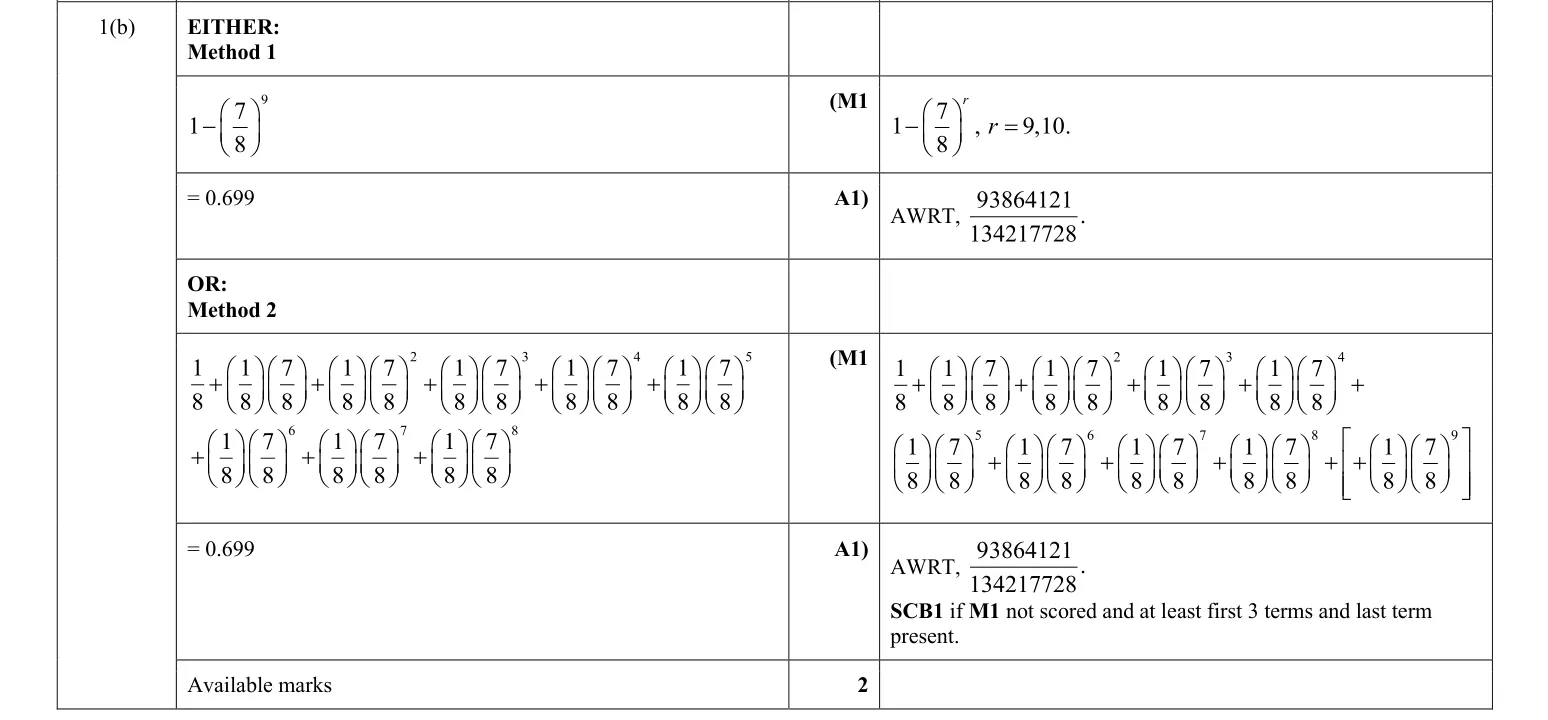 1(b)
EITHER:
Method 1
1−(7/8)^9
(M1
1−(7/8)^r, r = 9,10.
= 0.699
A1)
AWRT, 93864121/134217728.
OR:
Method 2
1/8+(1/8)(7/8)+(1/8)(7/8)^2+(1/8)(7/8)^3+(1/8)(7/8)^4+(1/8)(7/8)^5
+(1/8)(7/8)^6+(1/8)(7/8)^7+(1/8)(7/8)^8
(M1
1/8+(1/8)(7/8)+(1/8)(7/8)^2+(1/8)(7/8)^3+(1/8)(7/8)^4+
(1/8)(7/8)^5+(1/8)(7/8)^6+(1/8)(7/8)^7+(1/8)(7/8)^8+[+(1/8)(7/8)^9]
= 0.699
A1)
AWRT, 93864121/134217728.
SCB1 if M1 not scored and at least first 3 terms and last term
present.
Available marks
2